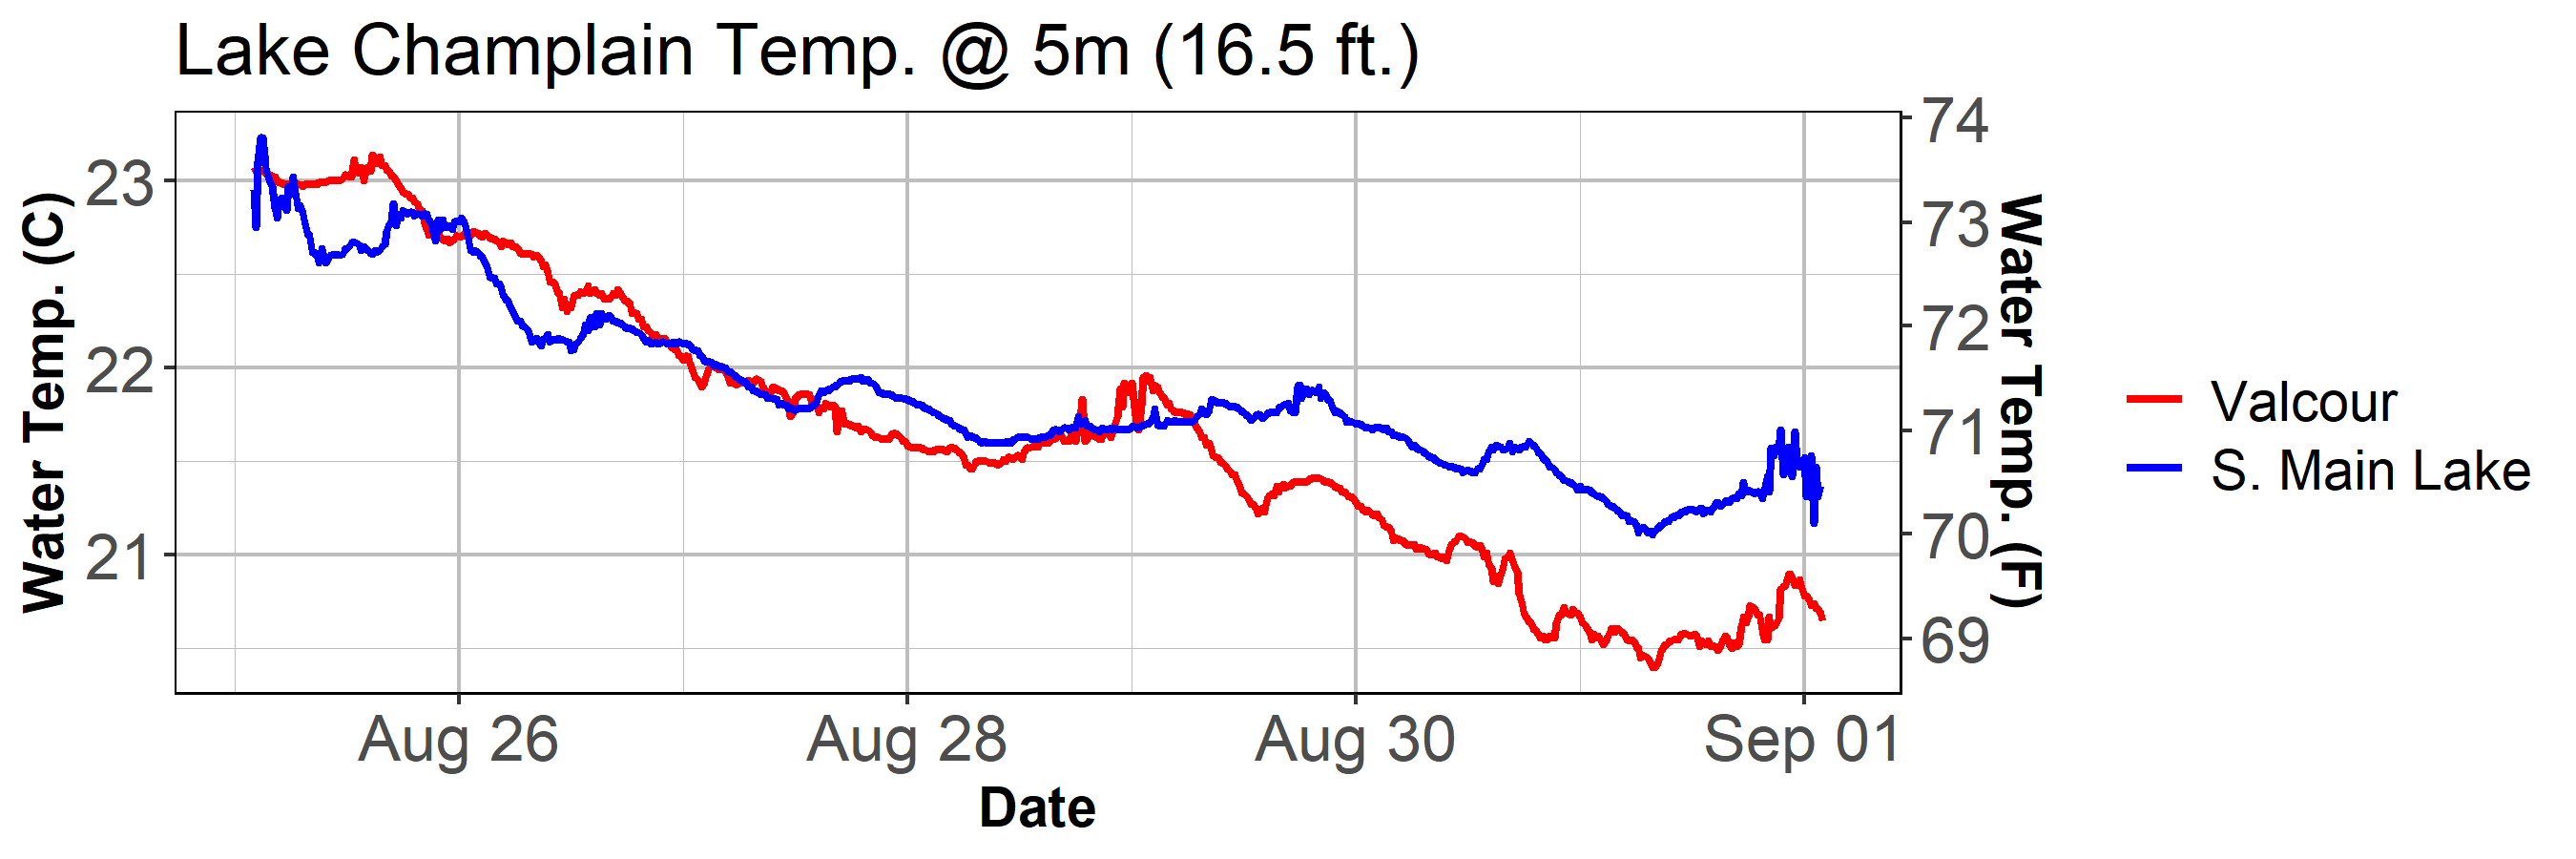 Lake Champlain Temp. @ 5m (16.5 ft.)
Water Temp. (C)
23
22
21
74
73
72
71
70
69
Water Temp. (F)
Aug 26 Aug 28 Aug 30 Sep 01
Date
Valcour
S. Main Lake